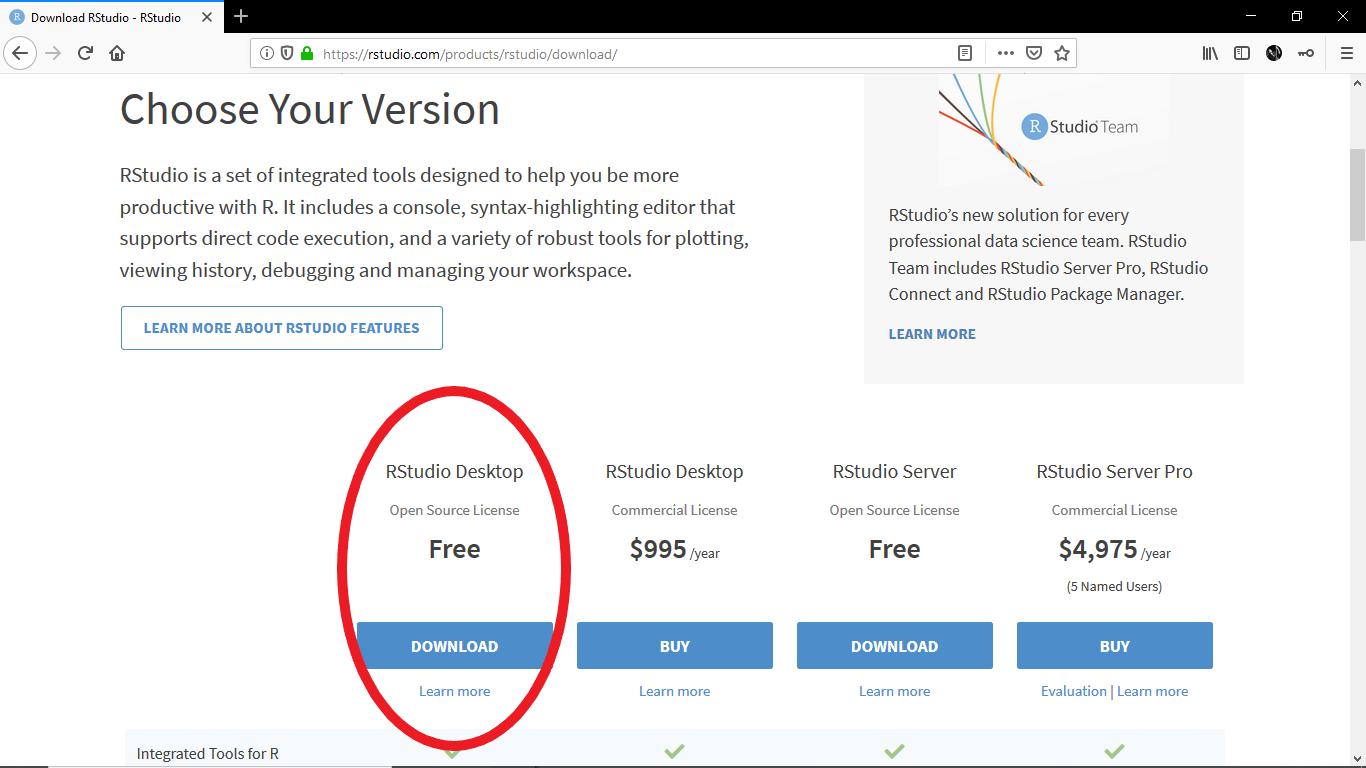 Download RStudio - RStudio
https://rstudio.com/products/rstudio/download/
Choose Your Version
RStudio is a set of integrated tools designed to help you be more
productive with R. It includes a console, syntax-highlighting editor that
supports direct code execution, and a variety of robust tools for plotting,
viewing history, debugging and managing your workspace.
LEARN MORE ABOUT RSTUDIO FEATURES
R Studio Team
RStudio’s new solution for every
professional data science team. RStudio
Team includes RStudio Server Pro, RStudio
Connect and RStudio Package Manager.
LEARN MORE
RStudio Desktop
Open Source License
Free
DOWNLOAD
Learn more
RStudio Desktop
Commercial License
$995 /year
BUY
Learn more
RStudio Server
Open Source License
Free
DOWNLOAD
Learn more
RStudio Server Pro
Commercial License
$4,975 /year
(5 Named Users)
BUY
Evaluation | Learn more
Integrated Tools for R